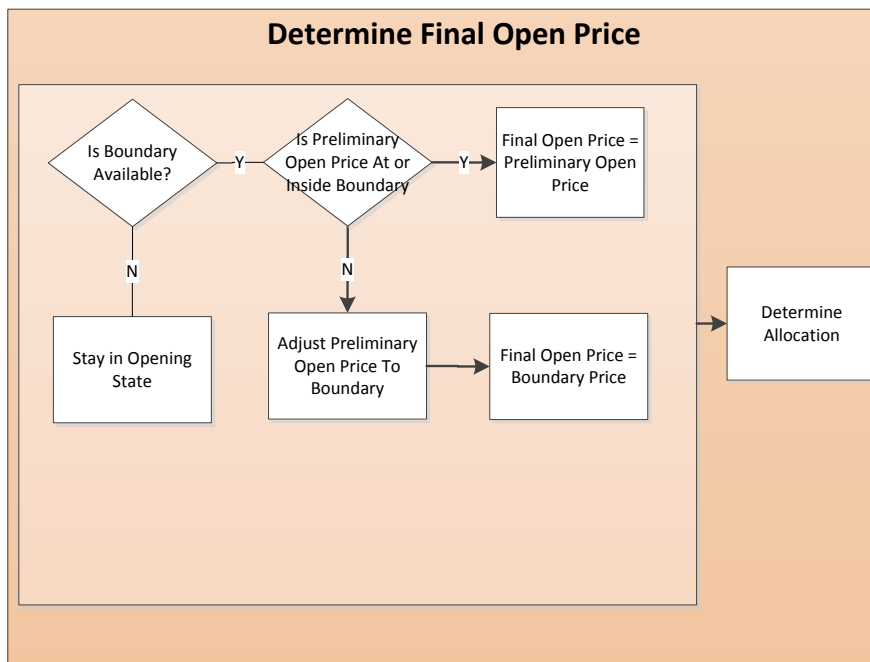 Determine Final Open Price
Is Boundary
Available?
Y
Is Preliminary
Open Price At or
Inside Boundary
Y
Final Open Price =
Preliminary Open
Price
N
N
Stay in Opening
State
Adjust Preliminary
Open Price To
Boundary
Final Open Price =
Boundary Price
Determine
Allocation